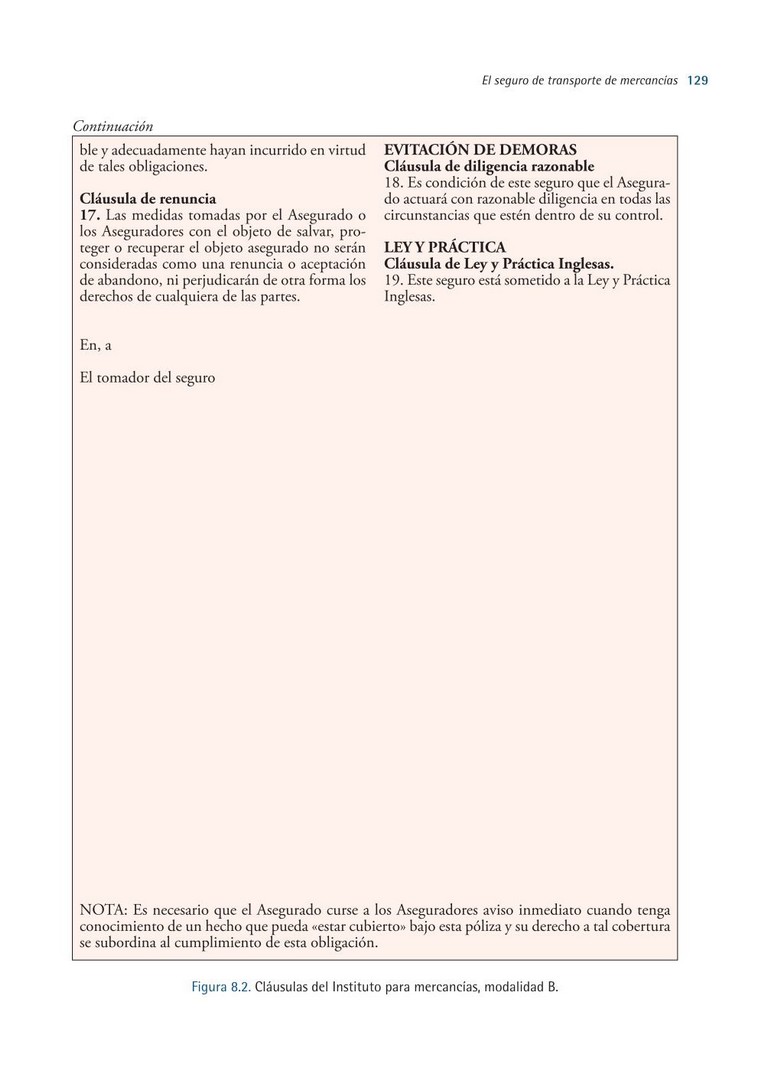 El seguro de transporte de mercancías 129
Continuación
ble y adecuadamente hayan incurrido en virtud
de tales obligaciones.
Cláusula de renuncia
17. Las medidas tomadas por el Asegurado o
los Aseguradores con el objeto de salvar, pro-
teger o recuperar el objeto asegurado no serán
consideradas como una renuncia o aceptación
de abandono, ni perjudicarán de otra forma los
derechos de cualquiera de las partes.
EVITACIÓN DE DEMORAS
Cláusula de diligencia razonable
18. Es condición de este seguro que el Asegura-
do actuará con razonable diligencia en todas las
circunstancias que estén dentro de su control.
LEY Y PRÁCTICA
Cláusula de Ley y Práctica Inglesas.
19. Este seguro está sometido a la Ley y Práctica
Inglesas.
En, a
El tomador del seguro
NOTA: Es necesario que el Asegurado curse a los Aseguradores aviso inmediato cuando tenga
conocimiento de un hecho que pueda «estar cubierto» bajo esta póliza y su derecho a tal cobertura
se subordina al cumplimiento de esta obligación.
Figura 8.2. Cláusulas del Instituto para mercancías, modalidad B.